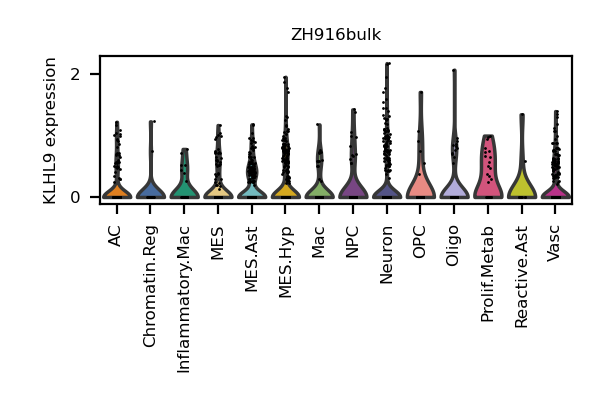 ZH916bulk
KLHL9 expression
2
0
AC
Chromatin.Reg
Inflammatory.Mac
MES
MES.Ast
MES.Hyp
Mac
NPC
Neuron
OPC
Oligo
Prolif.Metab
Reactive.Ast
Vasc